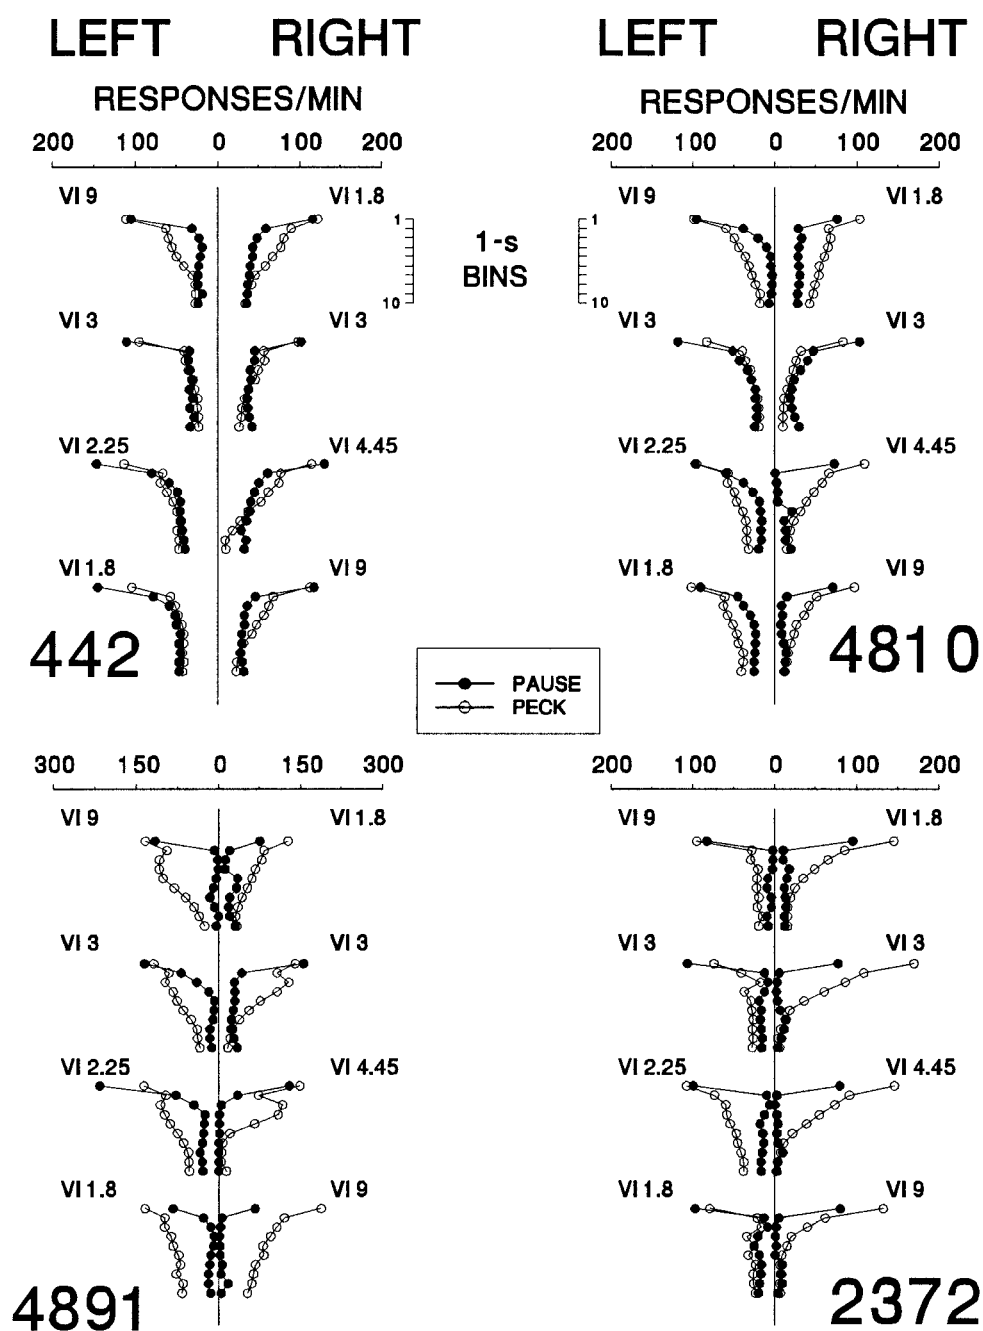 LEFT RIGHT LEFT RIGHT
RESPONSES/MIN RESPONSES/MIN
200 100 0 100 200 200 100 0 100 200
VI 9 VI 1.8 VI 9 VI 1.8
1 1
1-s
BINS
10 10
VI 3 VI 3 VI 3 VI 3
VI 2.25 VI 4.45 VI 2.25 VI 4.45
VI 1.8 VI 9 VI 1.8 VI 9
442 4810
PAUSE
PECK
300 150 0 150 300 200 100 0 100 200
VI 9 VI 1.8 VI 9 VI 1.8
VI 3 VI 3 VI 3 VI 3
VI 2.25 VI 4.45 VI 2.25 VI 4.45
VI 1.8 VI 9 VI 1.8 VI 9
4891 2372